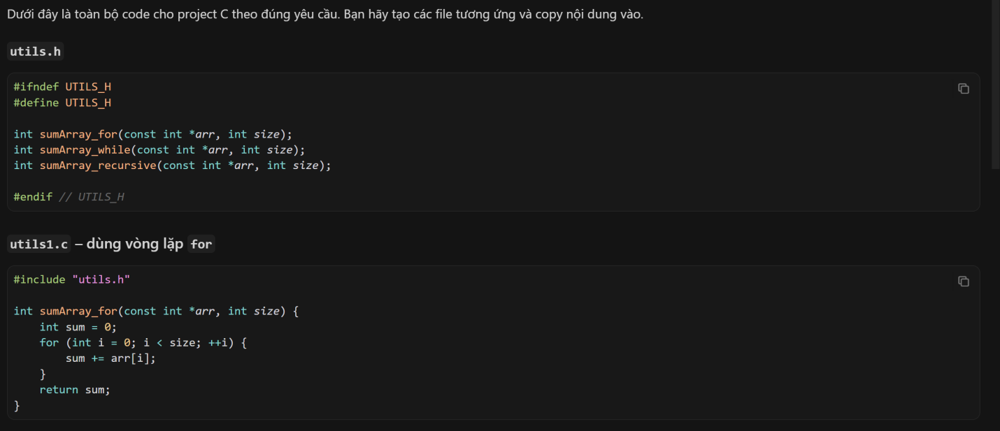 Dưới đây là toàn bộ code cho project C theo đúng yêu cầu. Bạn hãy tạo các file tương ứng và copy nội dung vào.
utils.h
#ifndef UTILS_H
#define UTILS_H

int sumArray_for(const int *arr, int size);
int sumArray_while(const int *arr, int size);
int sumArray_recursive(const int *arr, int size);

#endif // UTILS_H
utils1.c – dùng vòng lặp for
#include "utils.h"

int sumArray_for(const int *arr, int size) {
    int sum = 0;
    for (int i = 0; i < size; ++i) {
        sum += arr[i];
    }
    return sum;
}